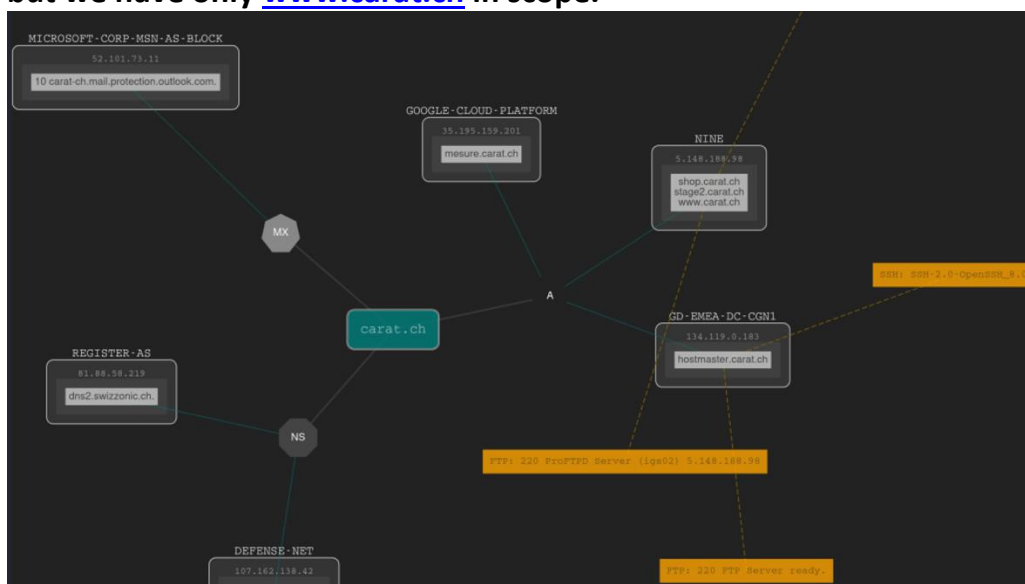 but we have only www.carat.ch in scope.
MICROSOFT-CORP-MSN-AS-BLOCK
52.101.73.11
10 carat-ch.mail.protection.outlook.com.
GOOGLE-CLOUD-PLATFORM
35.195.159.201
mesure.carat.ch
NINE
5.148.188.98
shop.carat.ch
stage2.carat.ch
www.carat.ch
MX
SSH: SSH-2.0-OpenSSH_8.0
A
carat.ch
GD-EMEA-DC-CGN1
134.119.0.183
hostmaster.carat.ch
REGISTER-AS
81.88.58.219
dns2.swizzonic.ch.
NS
FTP: 220 ProFTPD Server (igs02) 5.148.188.98
DEFENSE-NET
107.162.138.42
FTP: 220 FTP Server ready.